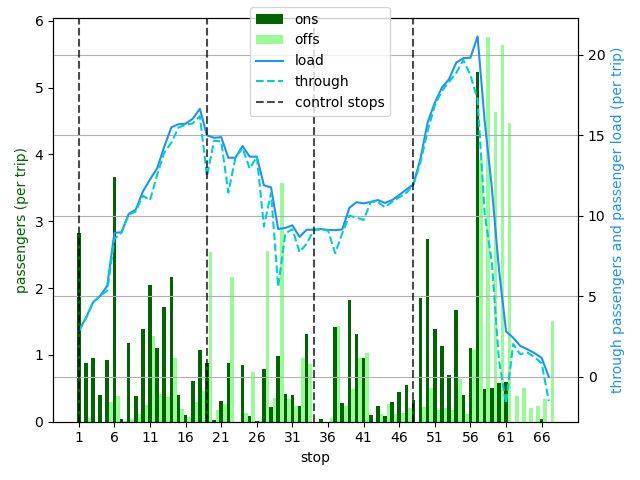 ons
offs
load
through
control stops
passengers (per trip)
6
5
4
3
2
1
0
20
15
10
5
0
through passengers and passenger load (per trip)
1 6 11 16 21 26 31 36 41 46 51 56 61 66
stop